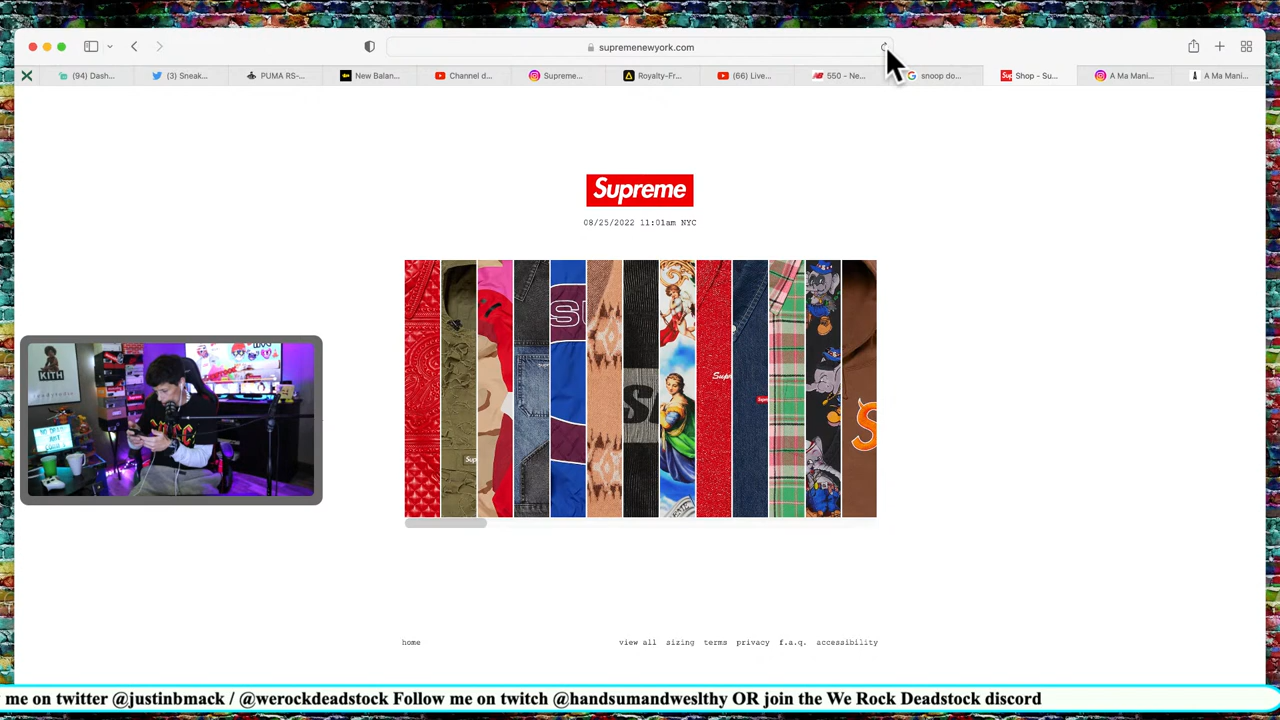 supremenewyork.com
(94) Dash...
(3) Sneak...
PUMA RS-...
New Balan...
Channel d...
Supreme...
Royalty-Fr...
(66) Live...
550 - Ne...
snoop do...
Shop - Su...
A Ma Mani...
A Ma Mani...
Supreme
08/25/2022 11:01am NYC
KITH
home
view all sizing terms privacy f.a.q. accessibility
me on twitter @justinbmack / @werockdeadstock Follow me on twitch @handsumandweslthy OR join the We Rock Deadstock discord